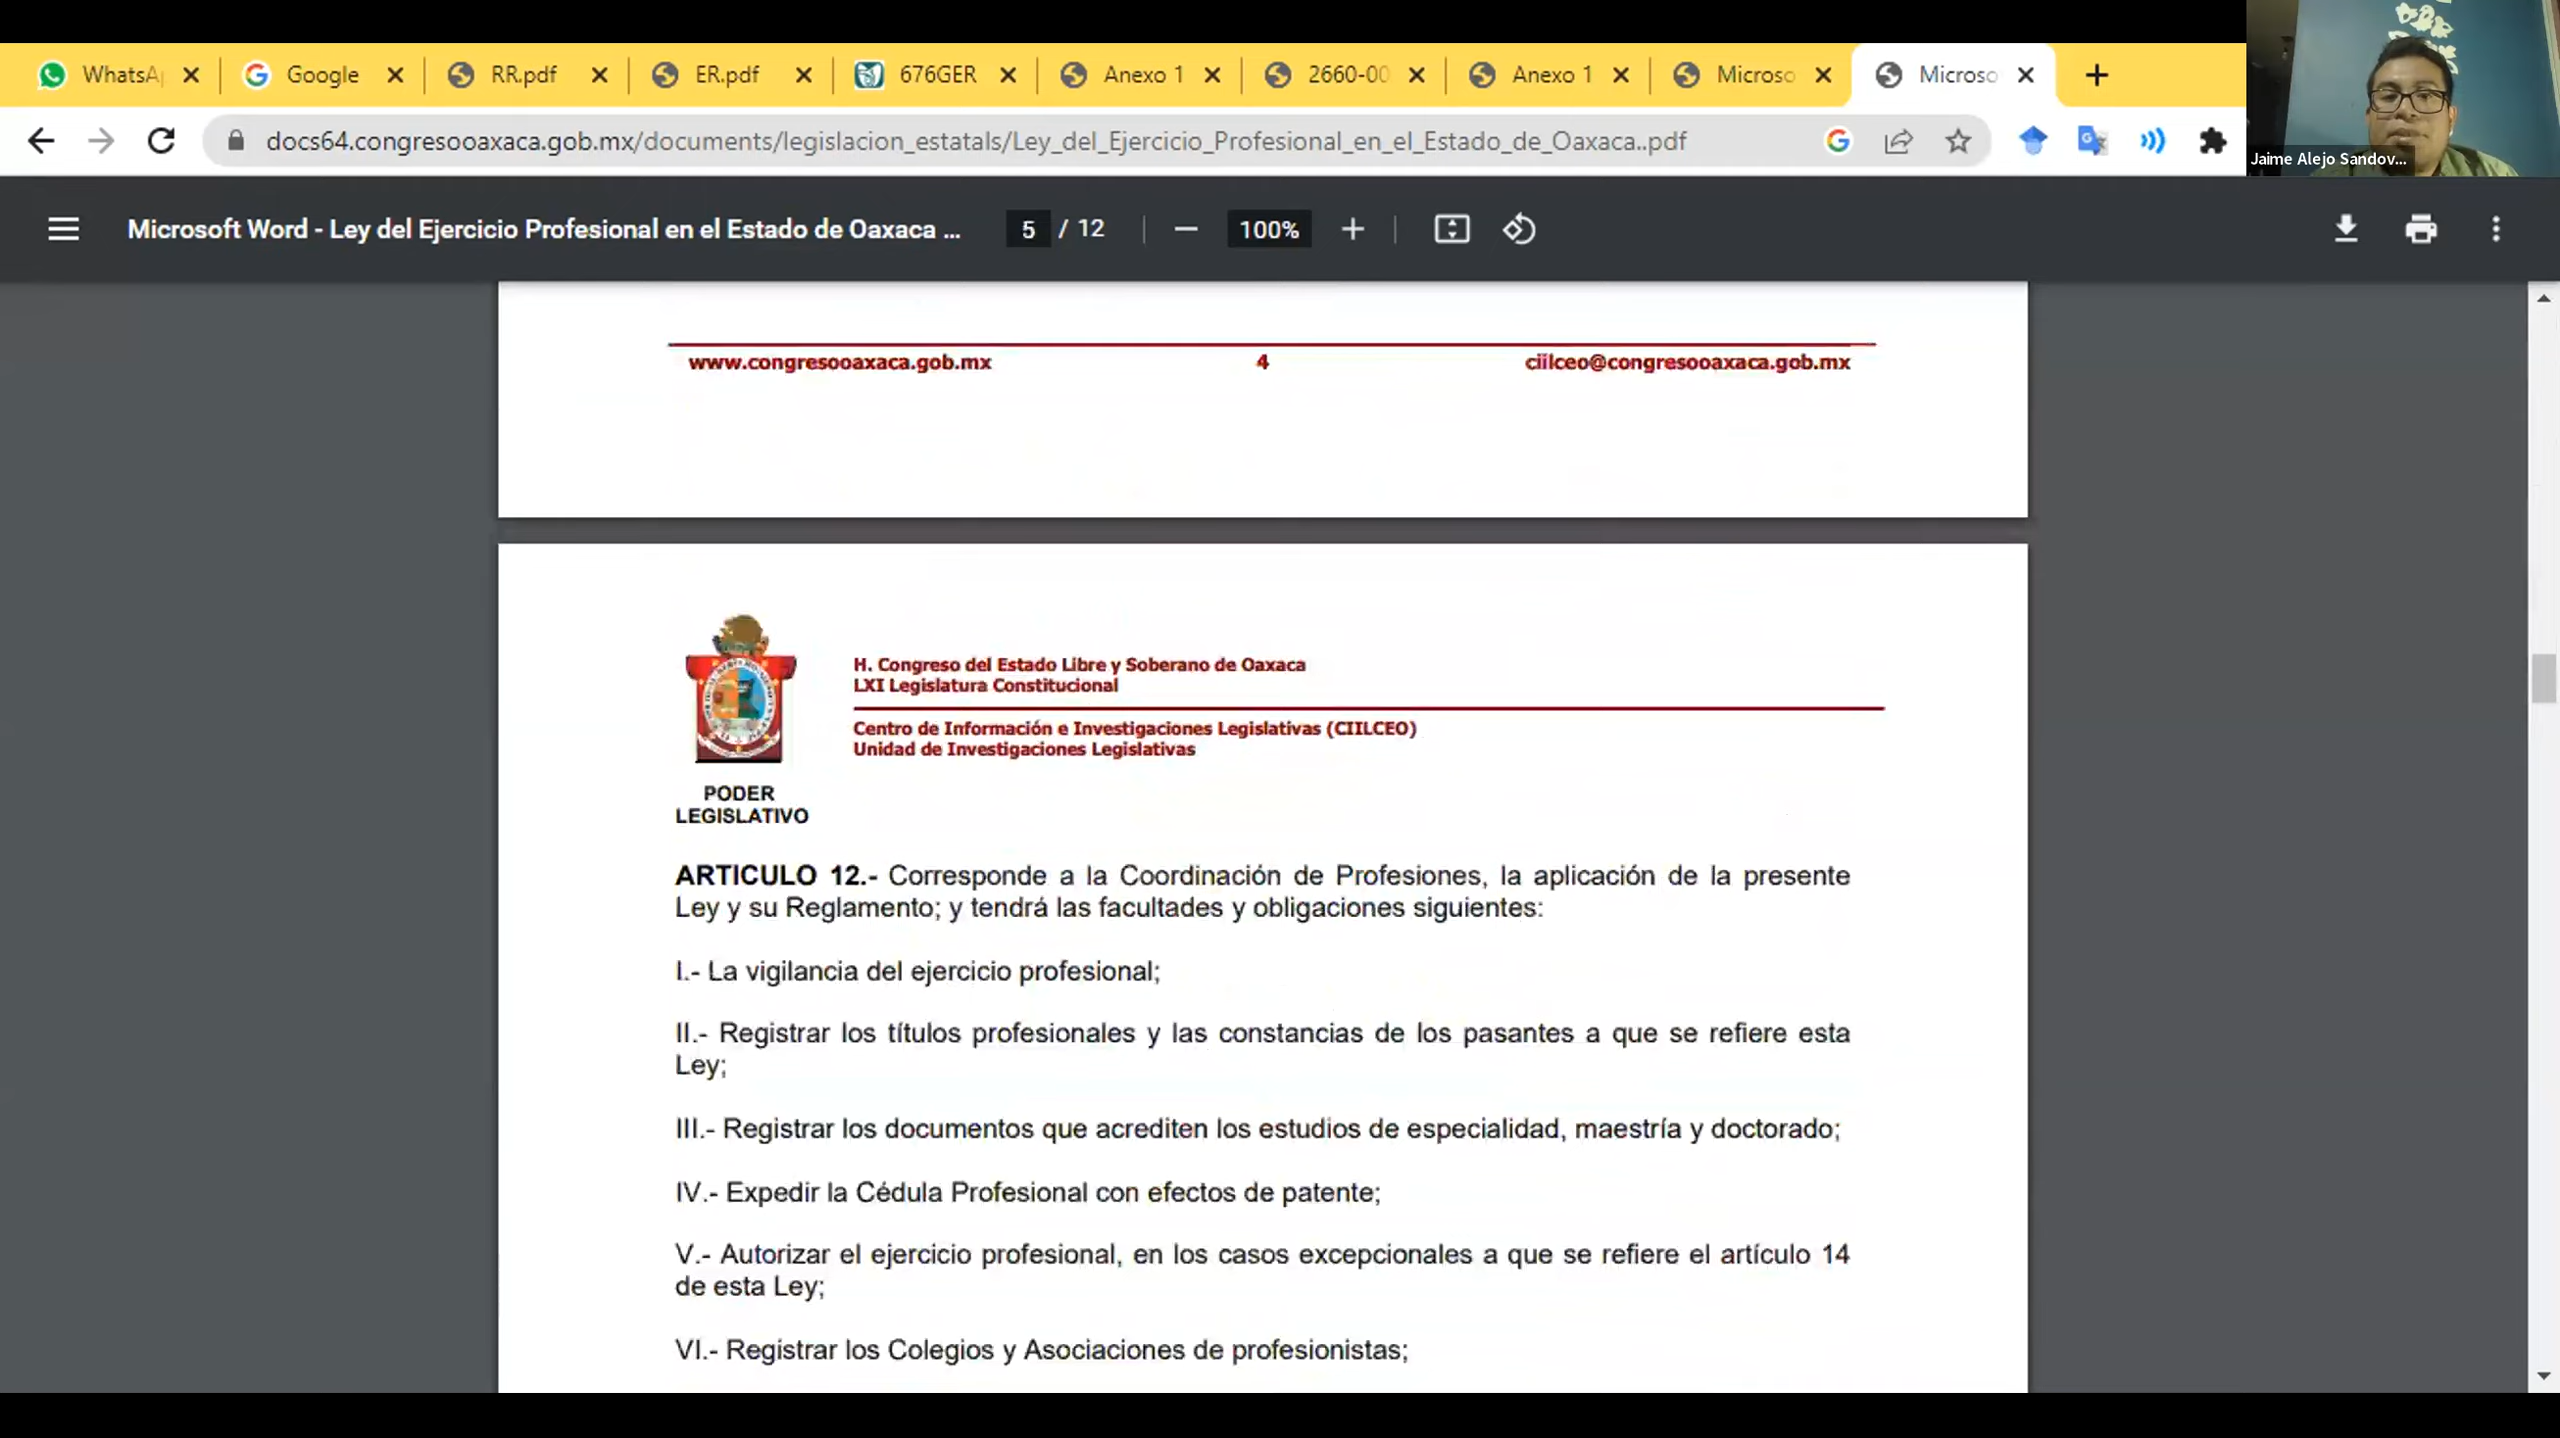 WhatsA
Google
RR.pdf
ER.pdf
676GER
Anexo 1
2660-00
Anexo 1
Microso
Microso
docs64.congresooaxaca.gob.mx/documents/legislacion_estatals/Ley_del_Ejercicio_Profesional_en_el_Estado_de_Oaxaca..pdf
Jaime Alejo Sandov...
Microsoft Word - Ley del Ejercicio Profesional en el Estado de Oaxaca ...
5 / 12
100%
www.congresooaxaca.gob.mx 4 ciilceo@congresooaxaca.gob.mx
H. Congreso del Estado Libre y Soberano de Oaxaca
LXI Legislatura Constitucional
Centro de Información e Investigaciones Legislativas (CIILCEO)
Unidad de Investigaciones Legislativas
PODER
LEGISLATIVO
ARTICULO 12.- Corresponde a la Coordinación de Profesiones, la aplicación de la presente
Ley y su Reglamento; y tendrá las facultades y obligaciones siguientes:
I.- La vigilancia del ejercicio profesional;
II.- Registrar los títulos profesionales y las constancias de los pasantes a que se refiere esta
Ley;
III.- Registrar los documentos que acrediten los estudios de especialidad, maestría y doctorado;
IV.- Expedir la Cédula Profesional con efectos de patente;
V.- Autorizar el ejercicio profesional, en los casos excepcionales a que se refiere el artículo 14
de esta Ley;
VI.- Registrar los Colegios y Asociaciones de profesionistas;